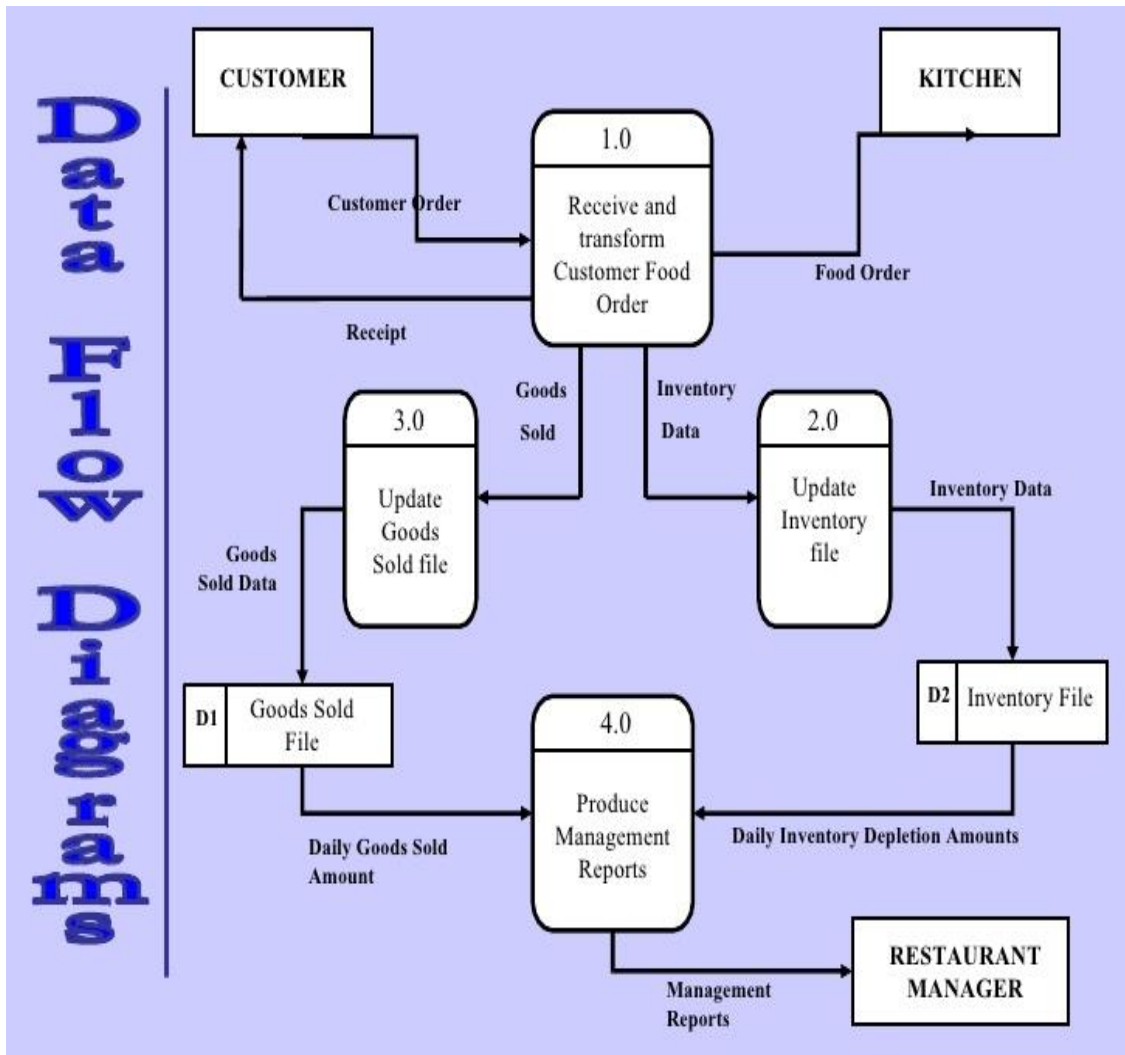 Data Flow Diagrams
CUSTOMER
KITCHEN
1.0
Receive and
transform
Customer Food
Order
Customer Order
Food Order
Receipt
Goods
Sold
Inventory
Data
3.0
Update
Goods
Sold file
2.0
Update
Inventory
file
Inventory Data
Goods
Sold Data
D1
Goods Sold
File
4.0
Produce
Management
Reports
D2
Inventory File
Daily Goods Sold
Amount
Daily Inventory Depletion Amounts
RESTAURANT
MANAGER
Management
Reports